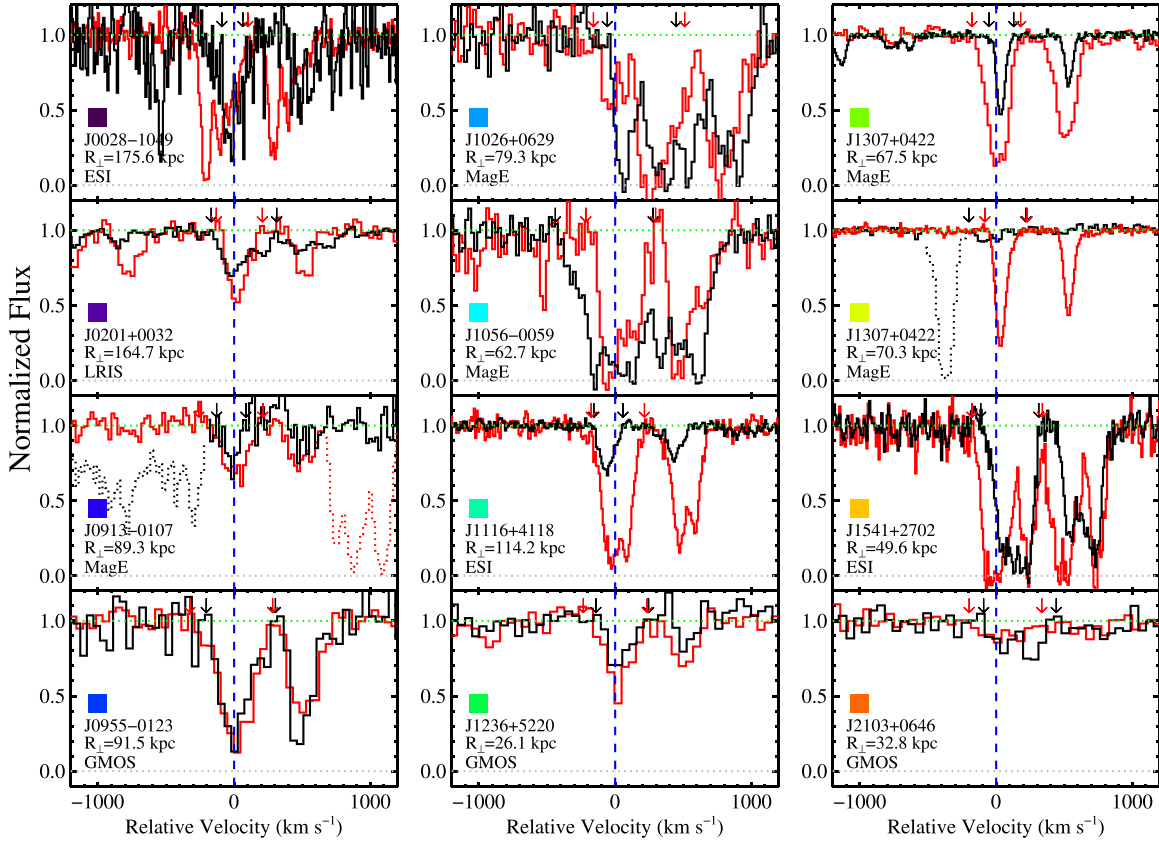 Normalized Flux
1.0
0.5
0.0
J0028−1049
R⊥=175.6 kpc
ESI
J1026+0629
R⊥=79.3 kpc
MagE
J1307+0422
R⊥=67.5 kpc
MagE
1.0
0.5
0.0
J0201+0032
R⊥=164.7 kpc
LRIS
J1056−0059
R⊥=62.7 kpc
MagE
J1307+0422
R⊥=70.3 kpc
MagE
1.0
0.5
0.0
J0913−0107
R⊥=89.3 kpc
MagE
J1116+4118
R⊥=114.2 kpc
ESI
J1541+2702
R⊥=49.6 kpc
ESI
1.0
0.5
0.0
J0955−0123
R⊥=91.5 kpc
GMOS
J1236+5220
R⊥=26.1 kpc
GMOS
J2103+0646
R⊥=32.8 kpc
GMOS
−1000 0 1000 −1000 0 1000 −1000 0 1000
Relative Velocity (km s⁻¹) Relative Velocity (km s⁻¹) Relative Velocity (km s⁻¹)